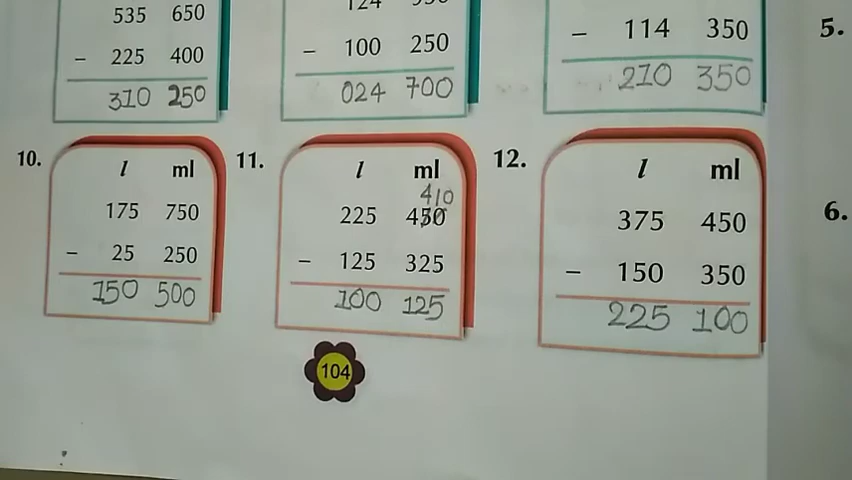 535 650
- 225 400
310 250
- 100 250
024 700
- 114 350
210 350
5.
10.
l ml
175 750
- 25 250
150 500
11.
l ml
410
225 450
- 125 325
100 125
12.
l ml
375 450
- 150 350
225 100
6.
104